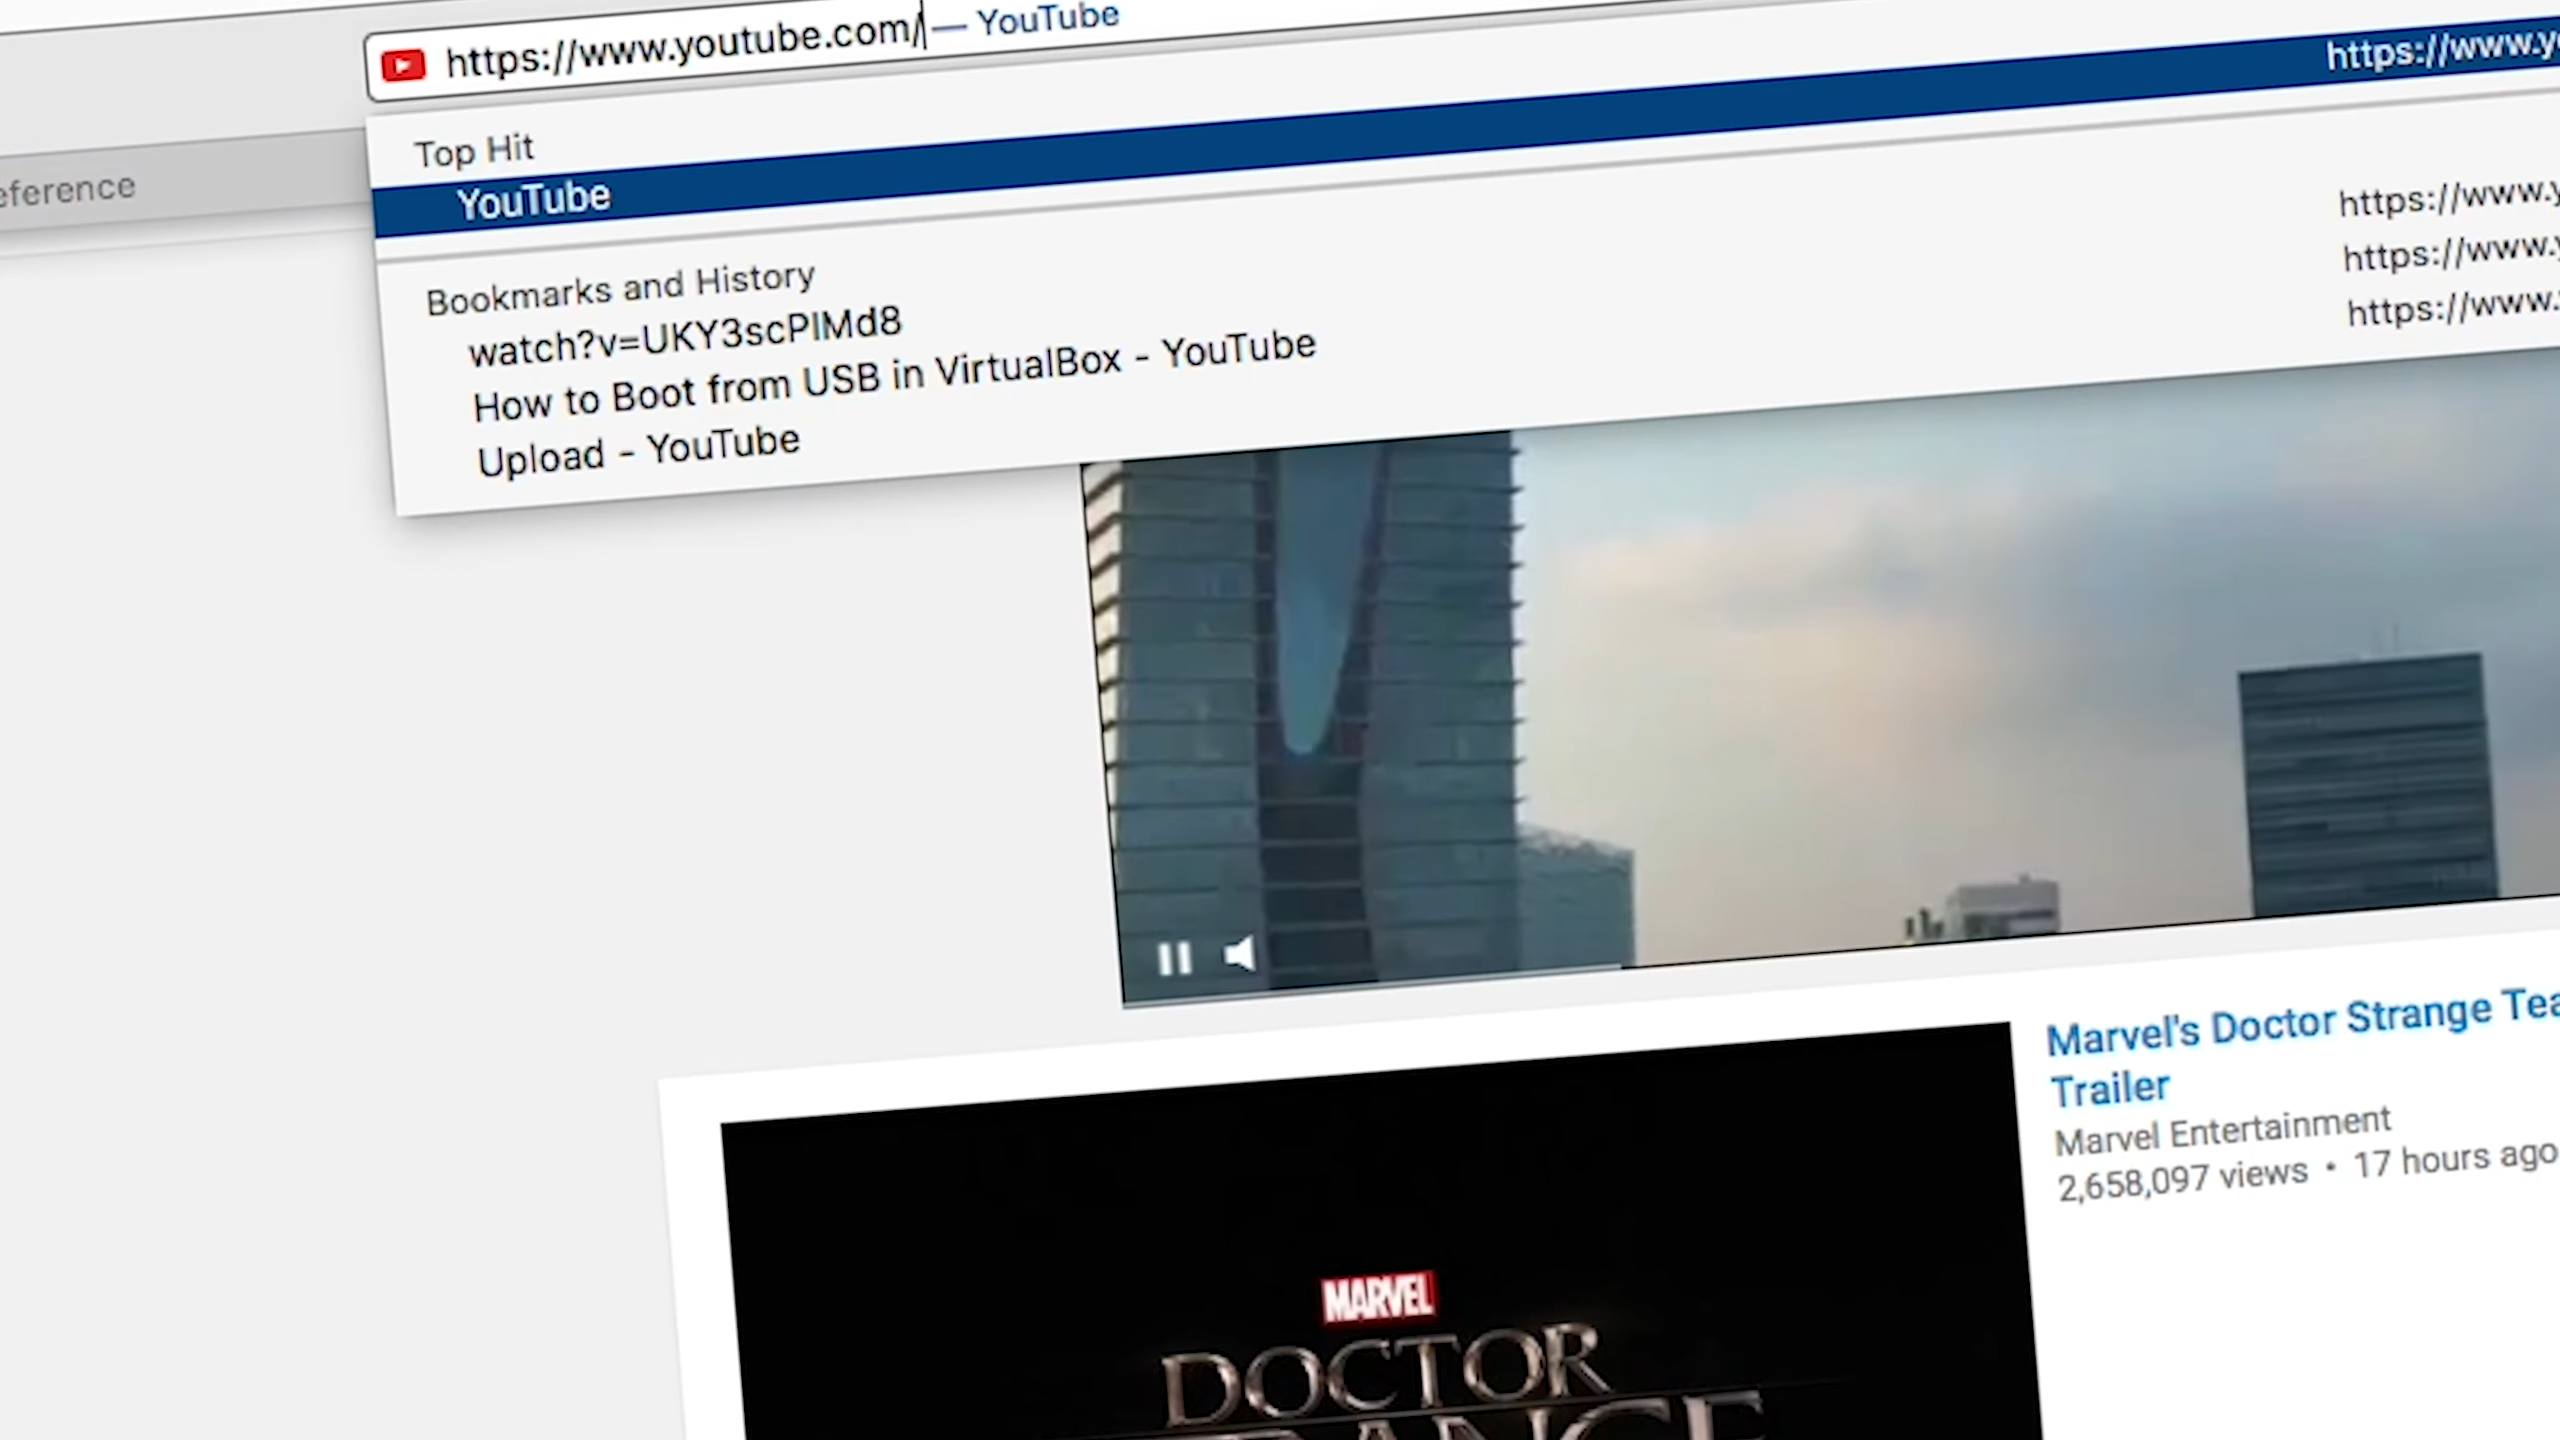 https://www.youtube.com/ — YouTube
eference
Top Hit
YouTube https://www.y
Bookmarks and History
watch?v=UKY3scPlMd8 https://www.y
How to Boot from USB in VirtualBox - YouTube https://www.y
Upload - YouTube https://www.
Marvel's Doctor Strange Tea
Trailer
Marvel Entertainment
2,658,097 views • 17 hours ago
MARVEL
DOCTOR
RANGE